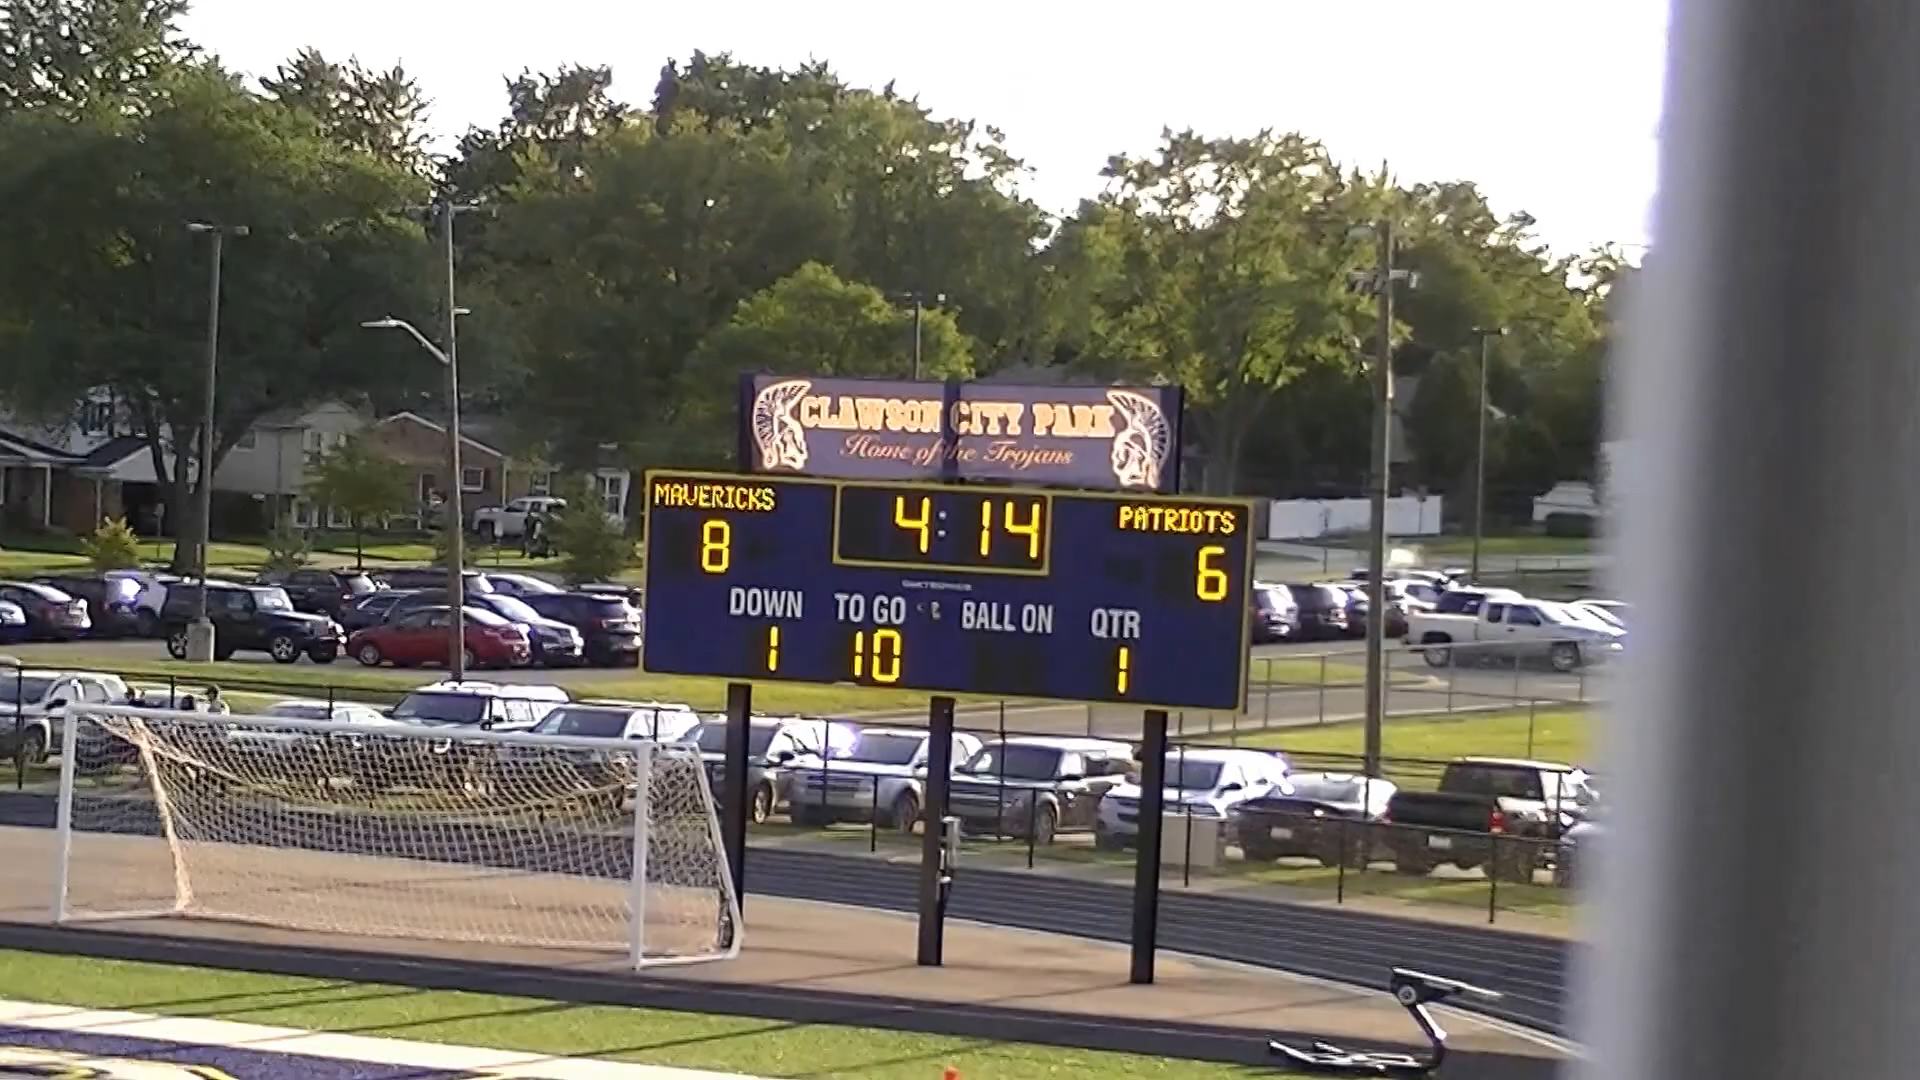 CLAWSON CITY PARK
Home of the Trojans
MAVERICKS 4:14 PATRIOTS
8 6
DAKTRONICS
DOWN TO GO BALL ON QTR
1 10 1